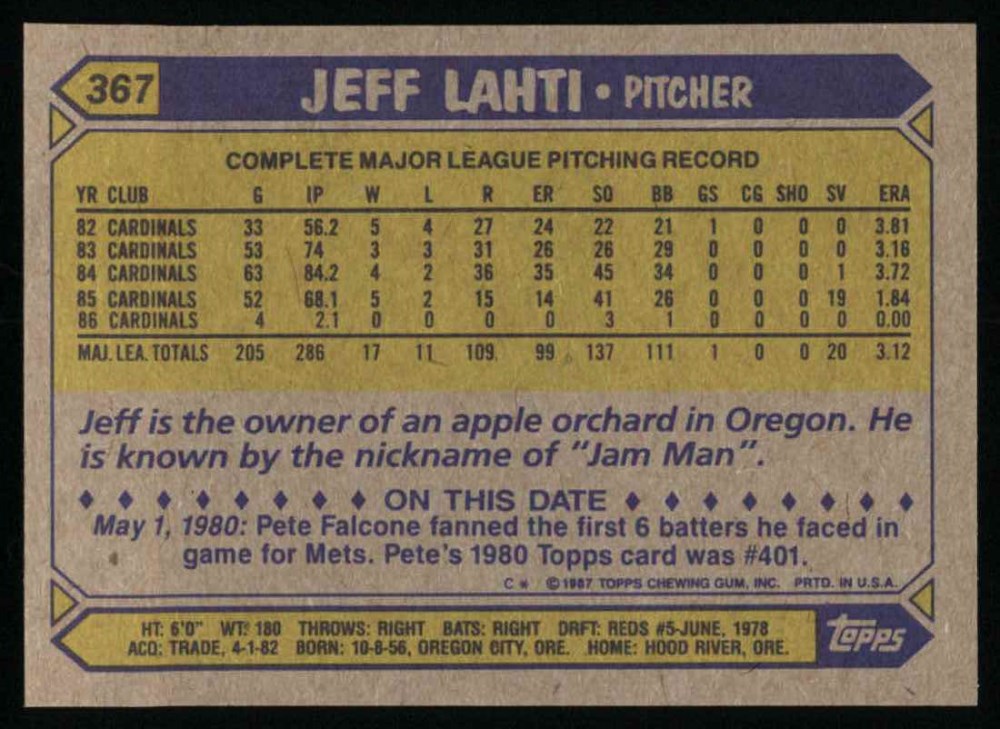 367 JEFF LAHTI • PITCHER
COMPLETE MAJOR LEAGUE PITCHING RECORD
YR CLUB G IP W L R ER SO BB GS CG SHO SV ERA
82 CARDINALS 33 56.2 5 4 27 24 22 21 1 0 0 0 3.81
83 CARDINALS 53 74 3 3 31 26 26 29 0 0 0 0 3.16
84 CARDINALS 63 84.2 4 2 36 35 45 34 0 0 0 1 3.72
85 CARDINALS 52 68.1 5 2 15 14 41 26 0 0 0 19 1.84
86 CARDINALS 4 2.1 0 0 0 0 3 1 0 0 0 0 0.00
MAJ. LEA. TOTALS 205 286 17 11 109 99 137 111 1 0 0 20 3.12
Jeff is the owner of an apple orchard in Oregon. He
is known by the nickname of "Jam Man".
♦ ♦ ♦ ♦ ♦ ♦ ♦ ♦ ON THIS DATE ♦ ♦ ♦ ♦ ♦ ♦ ♦ ♦
May 1, 1980: Pete Falcone fanned the first 6 batters he faced in
game for Mets. Pete's 1980 Topps card was #401.
C* ©1987 TOPPS CHEWING GUM, INC. PRTD. IN U.S.A.
HT: 6'0" WT: 180 THROWS: RIGHT BATS: RIGHT DRFT: REDS #5-JUNE, 1978
ACQ: TRADE, 4-1-82 BORN: 10-8-56, OREGON CITY, ORE. HOME: HOOD RIVER, ORE.
topps